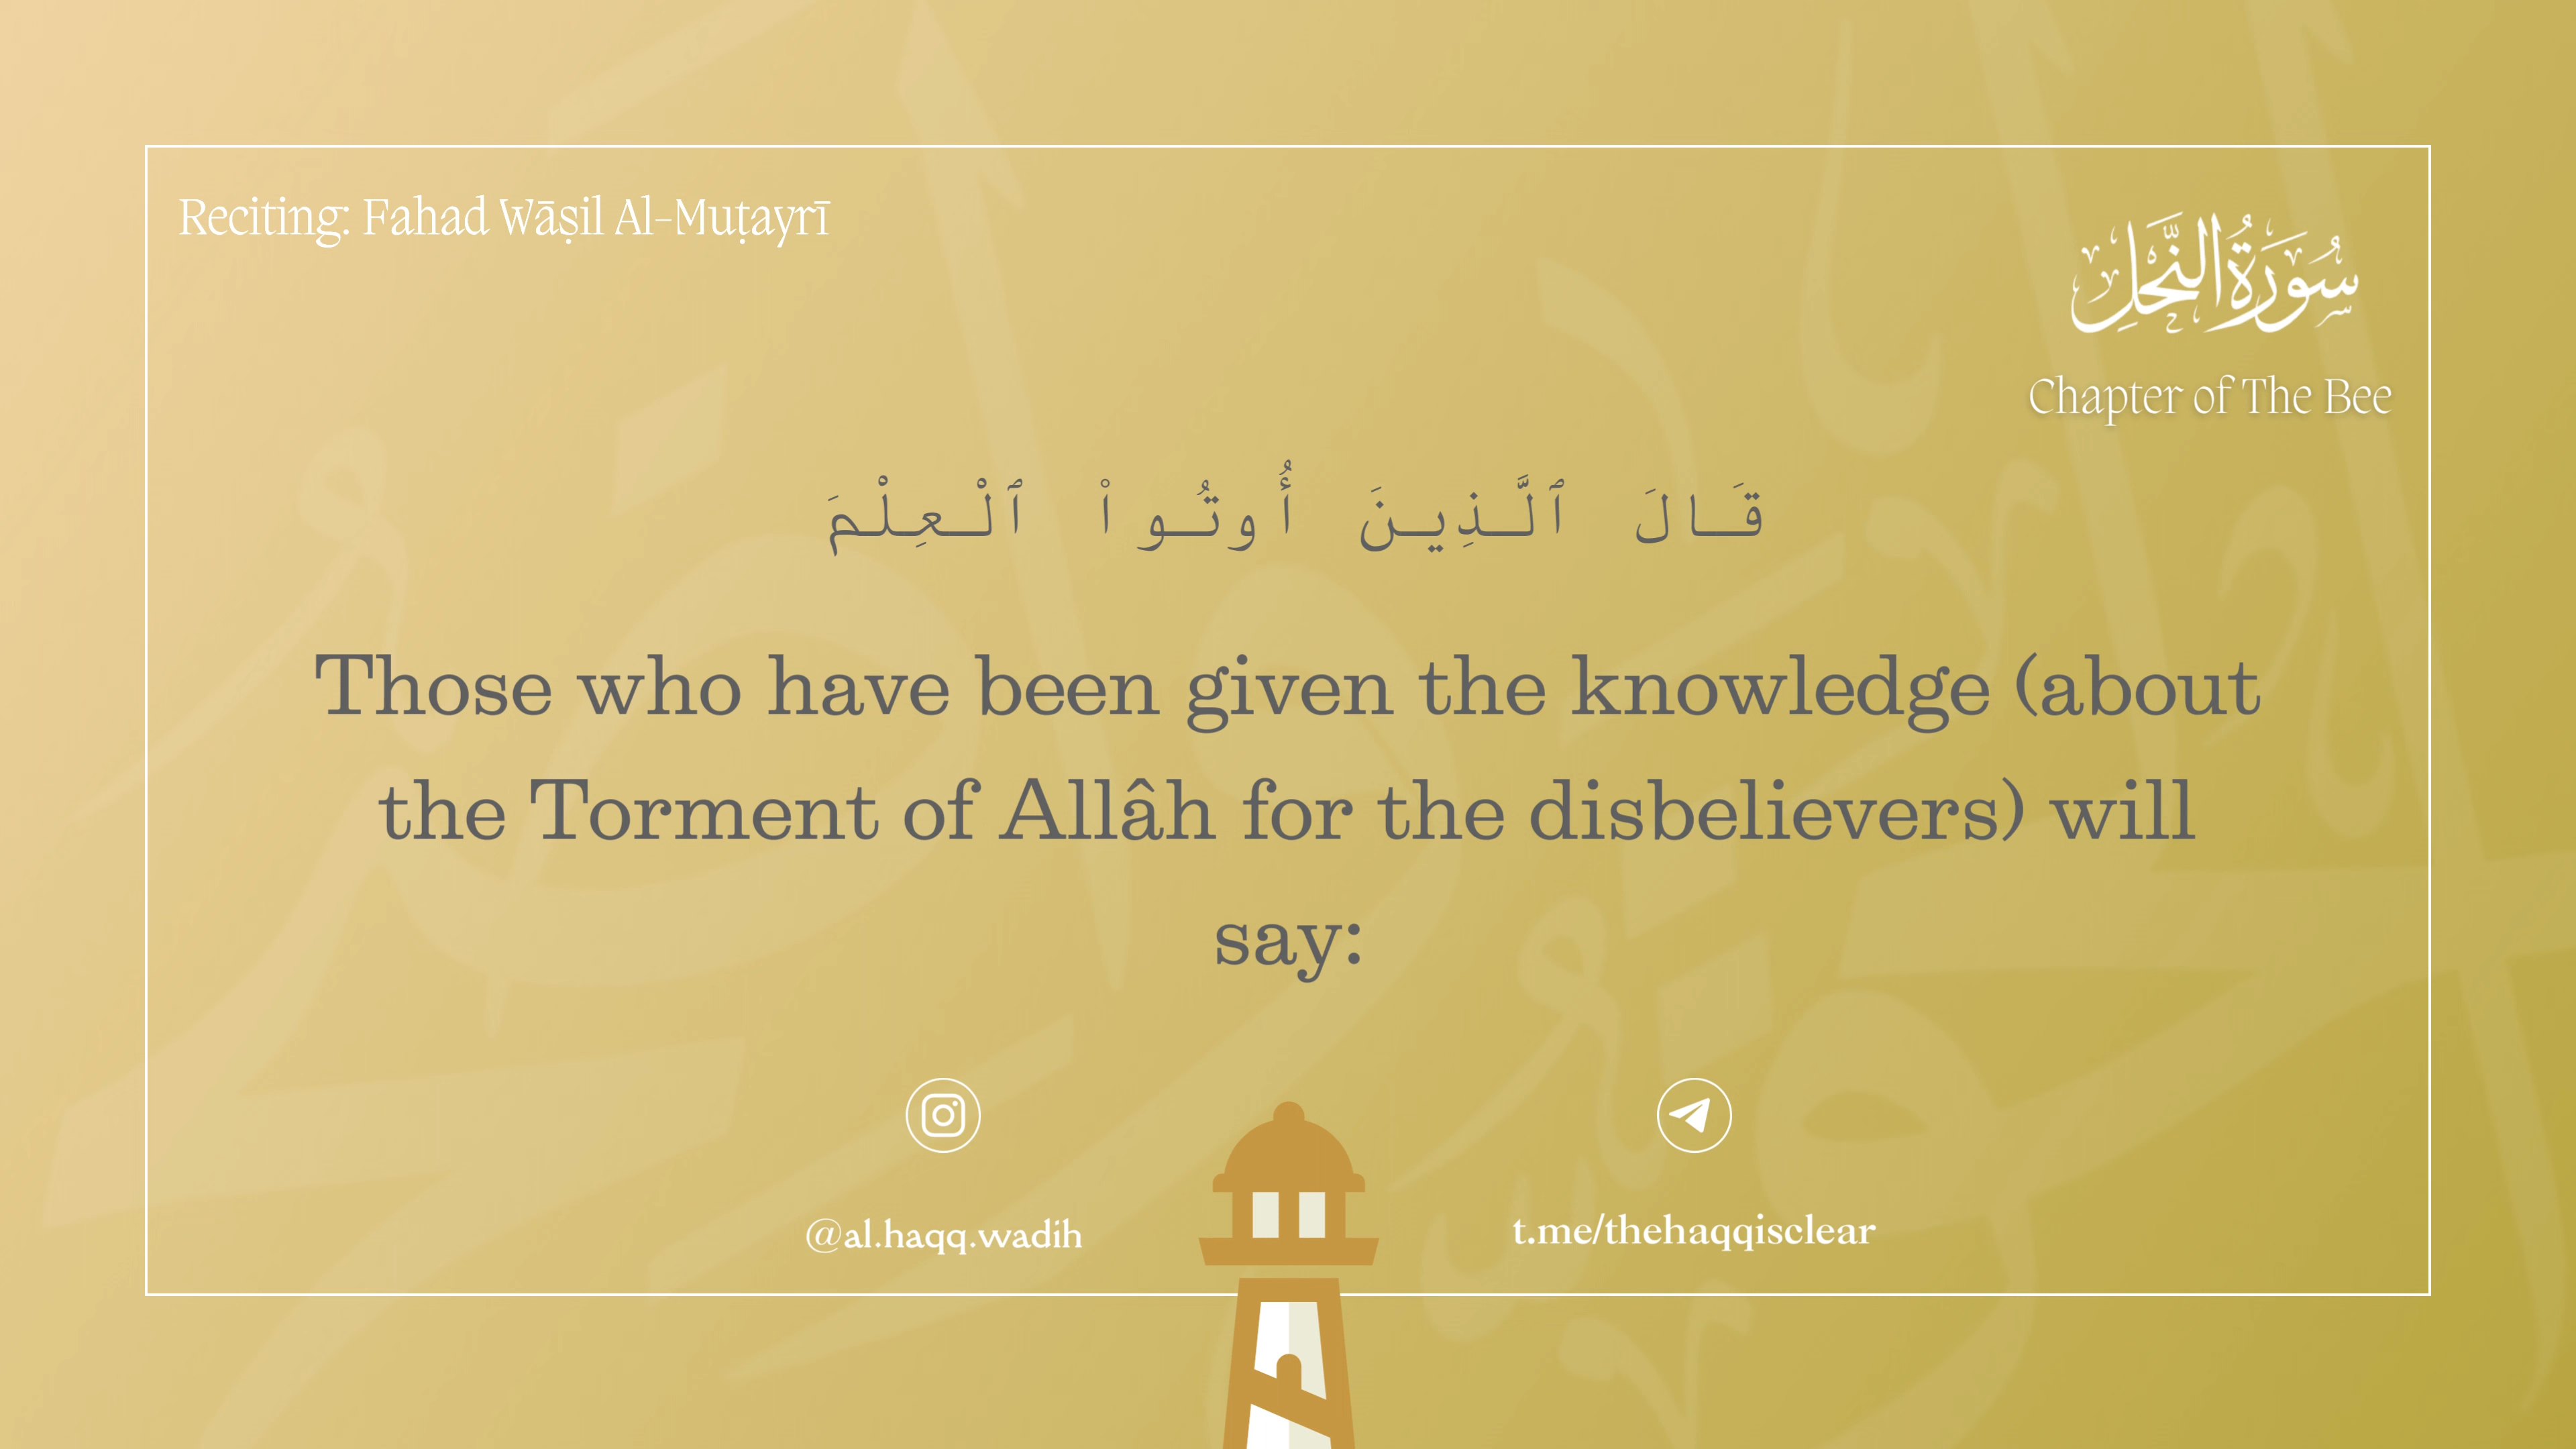 Reciting: Fahad Wāṣil Al-Muṭayrī
سُورَةُ النَّحْلِ
Chapter of The Bee
قَالَ ٱلَّذِينَ أُوتُوا۟ ٱلْعِلْمَ
Those who have been given the knowledge (about
the Torment of Allâh for the disbelievers) will
say:
@al.haqq.wadih
t.me/thehaqqisclear